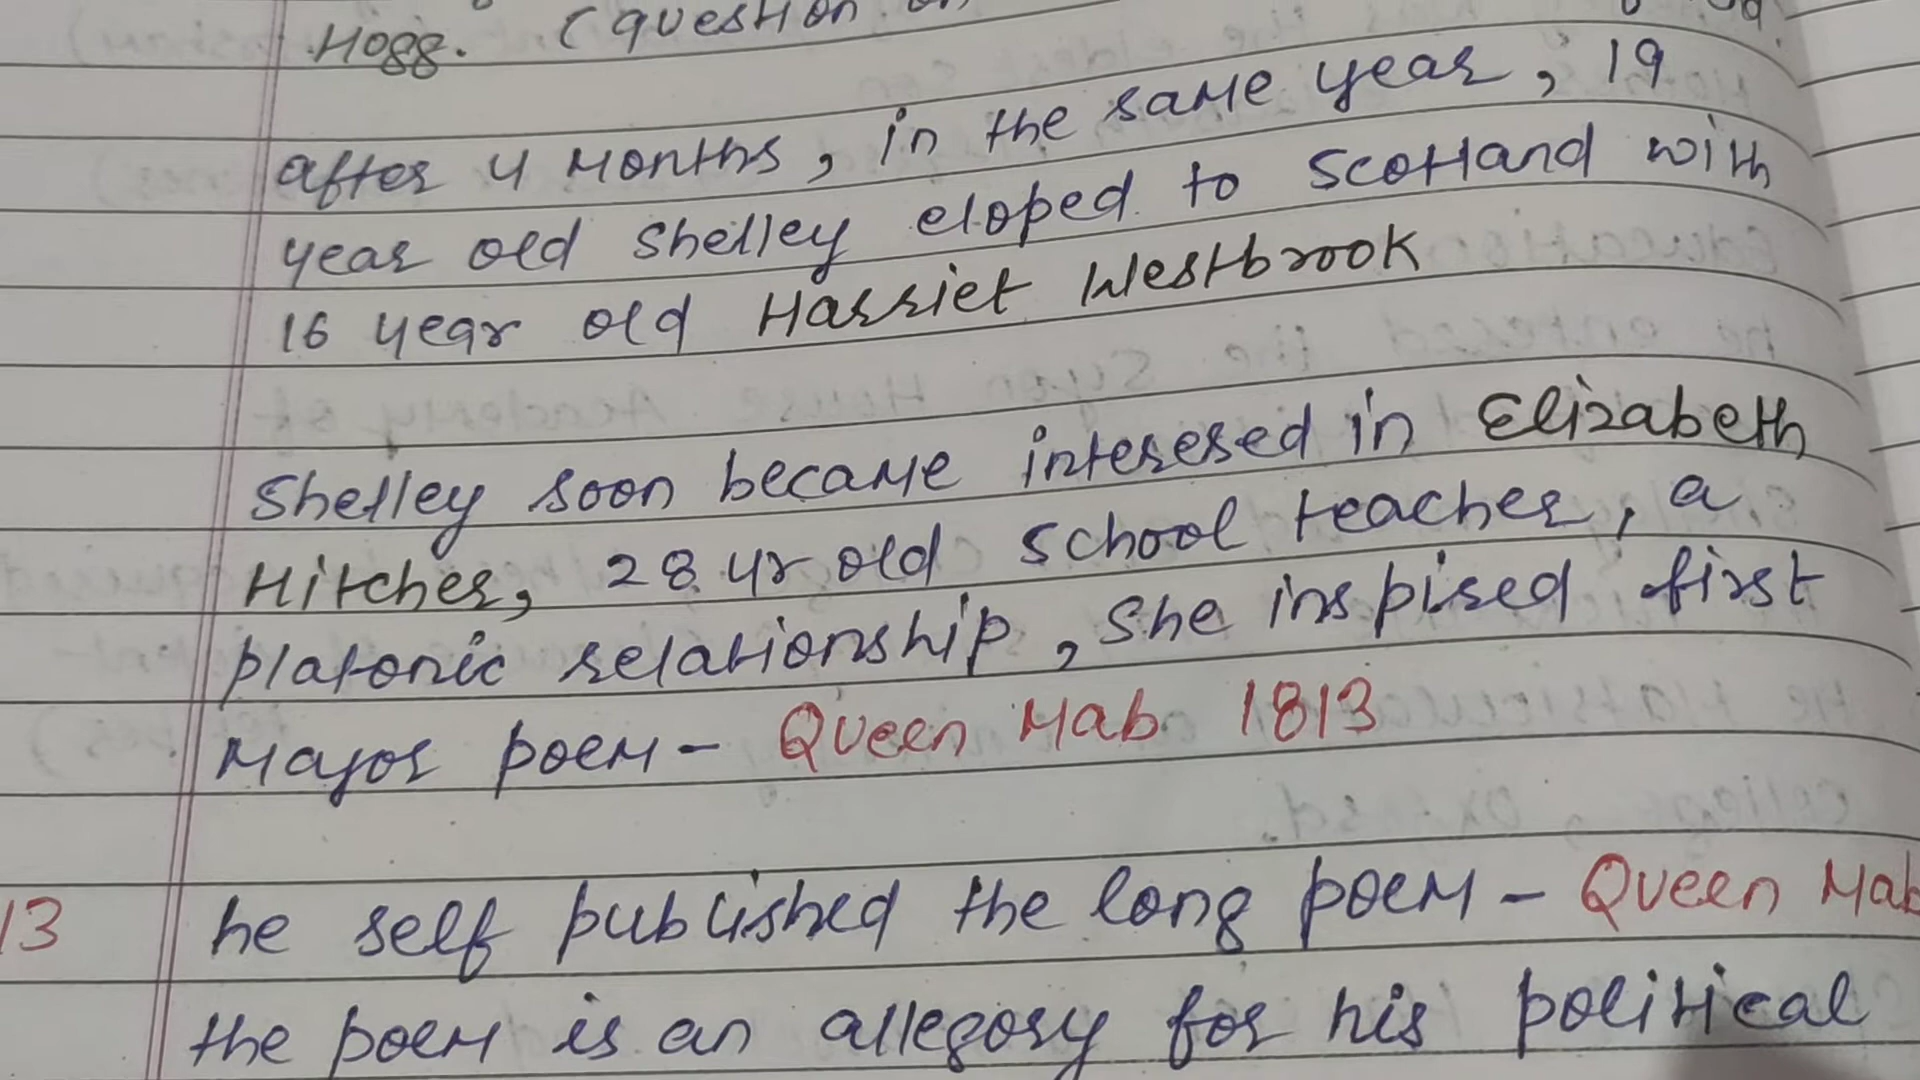 Hogg. (question on
after 4 months, in the same year, 19
year old Shelley eloped to Scotland with
16 year old Harriet Westbrook
Shelley soon became interesed in Elizabeth
Hitcher, 28 yr old school teacher, a
platonic relationship, she inspired first
major poem - Queen Mab 1813
13 he self published the long poem - Queen Mab
the poem is an allegory for his political